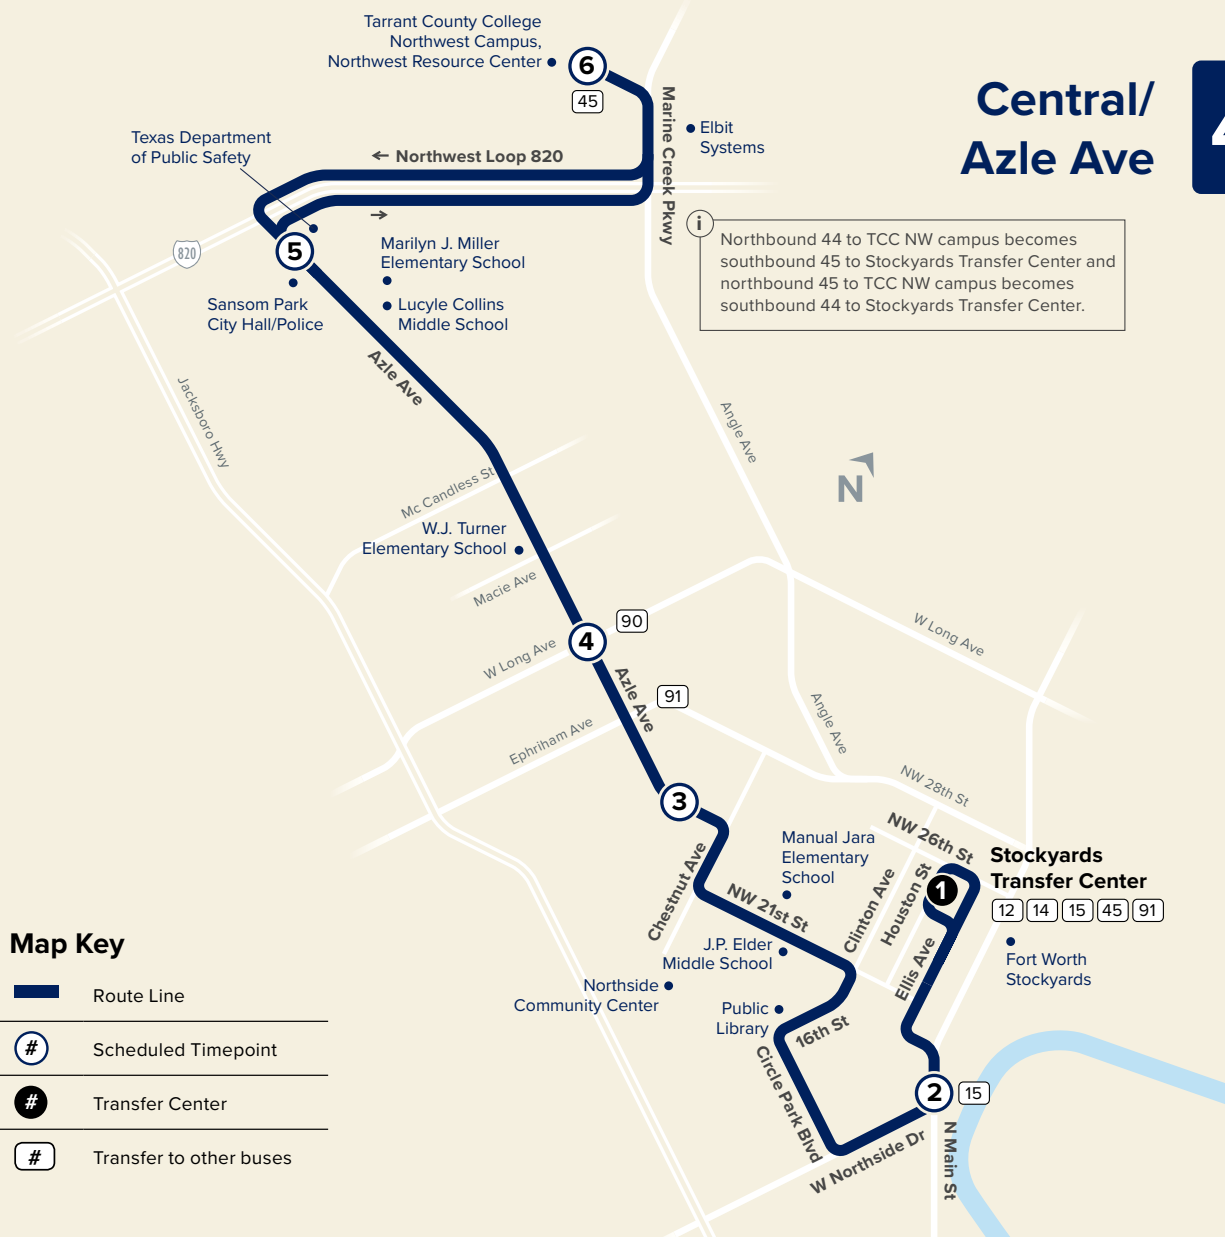 Tarrant County College
Northwest Campus,
Northwest Resource Center
6
45
Central/
Azle Ave
Marine Creek Pkwy
Elbit
Systems
Texas Department
of Public Safety
← Northwest Loop 820
→
820
5
Marilyn J. Miller
Elementary School
Sansom Park
City Hall/Police
Lucyle Collins
Middle School
i
Northbound 44 to TCC NW campus becomes
southbound 45 to Stockyards Transfer Center and
northbound 45 to TCC NW campus becomes
southbound 44 to Stockyards Transfer Center.
Azle Ave
Jacksboro Hwy
Angle Ave
N
Mc Candless St
W.J. Turner
Elementary School
Macie Ave
90
4
W Long Ave
W Long Ave
Azle Ave
91
Angle Ave
Ephriham Ave
NW 28th St
3
NW 26th St
Manual Jara
Elementary
School
Chestnut Ave
NW 21st St
Clinton Ave
Houston St
1
Stockyards
Transfer Center
12 14 15 45 91
Fort Worth
Stockyards
J.P. Elder
Middle School
Ellis Ave
Northside
Community Center
Public
Library
16th St
Circle Park Blvd
2
15
W Northside Dr
N Main St
Map Key
Route Line
# Scheduled Timepoint
# Transfer Center
# Transfer to other buses